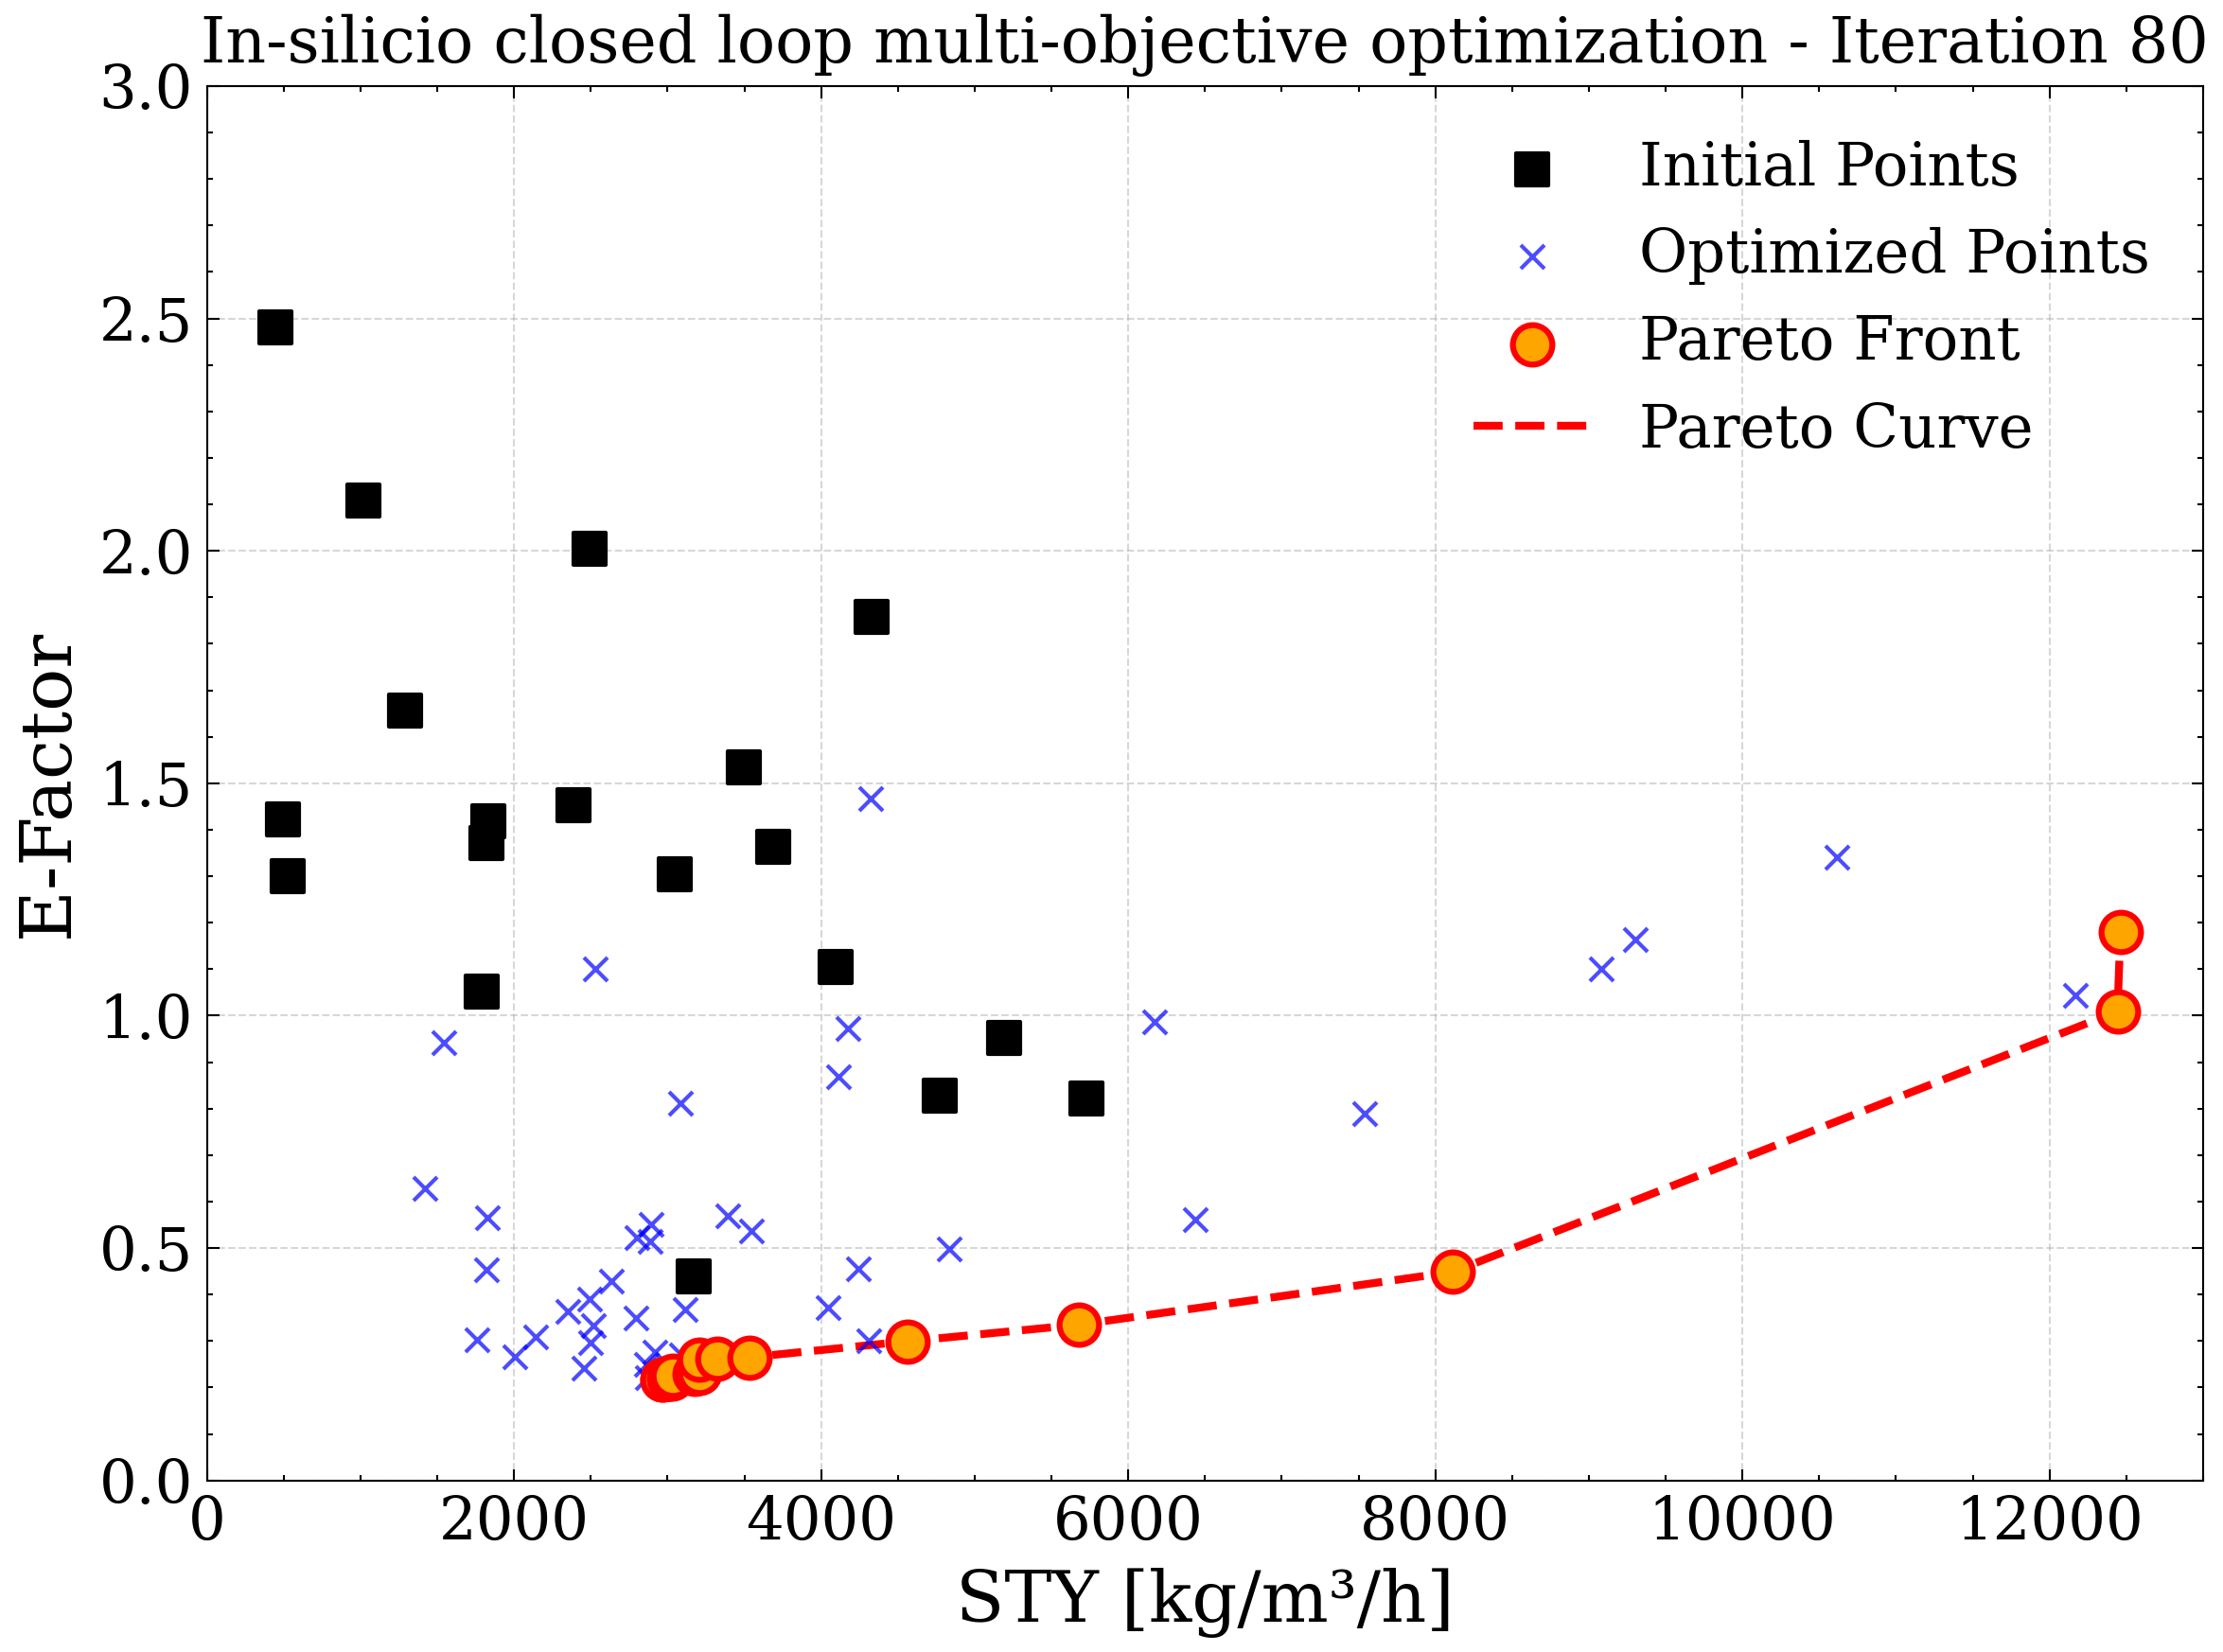 In-silicio closed loop multi-objective optimization - Iteration 80
3.0
2.5
2.0
1.5
1.0
0.5
0.0
E-Factor
Initial Points
Optimized Points
Pareto Front
Pareto Curve
0 2000 4000 6000 8000 10000 12000
STY [kg/m³/h]